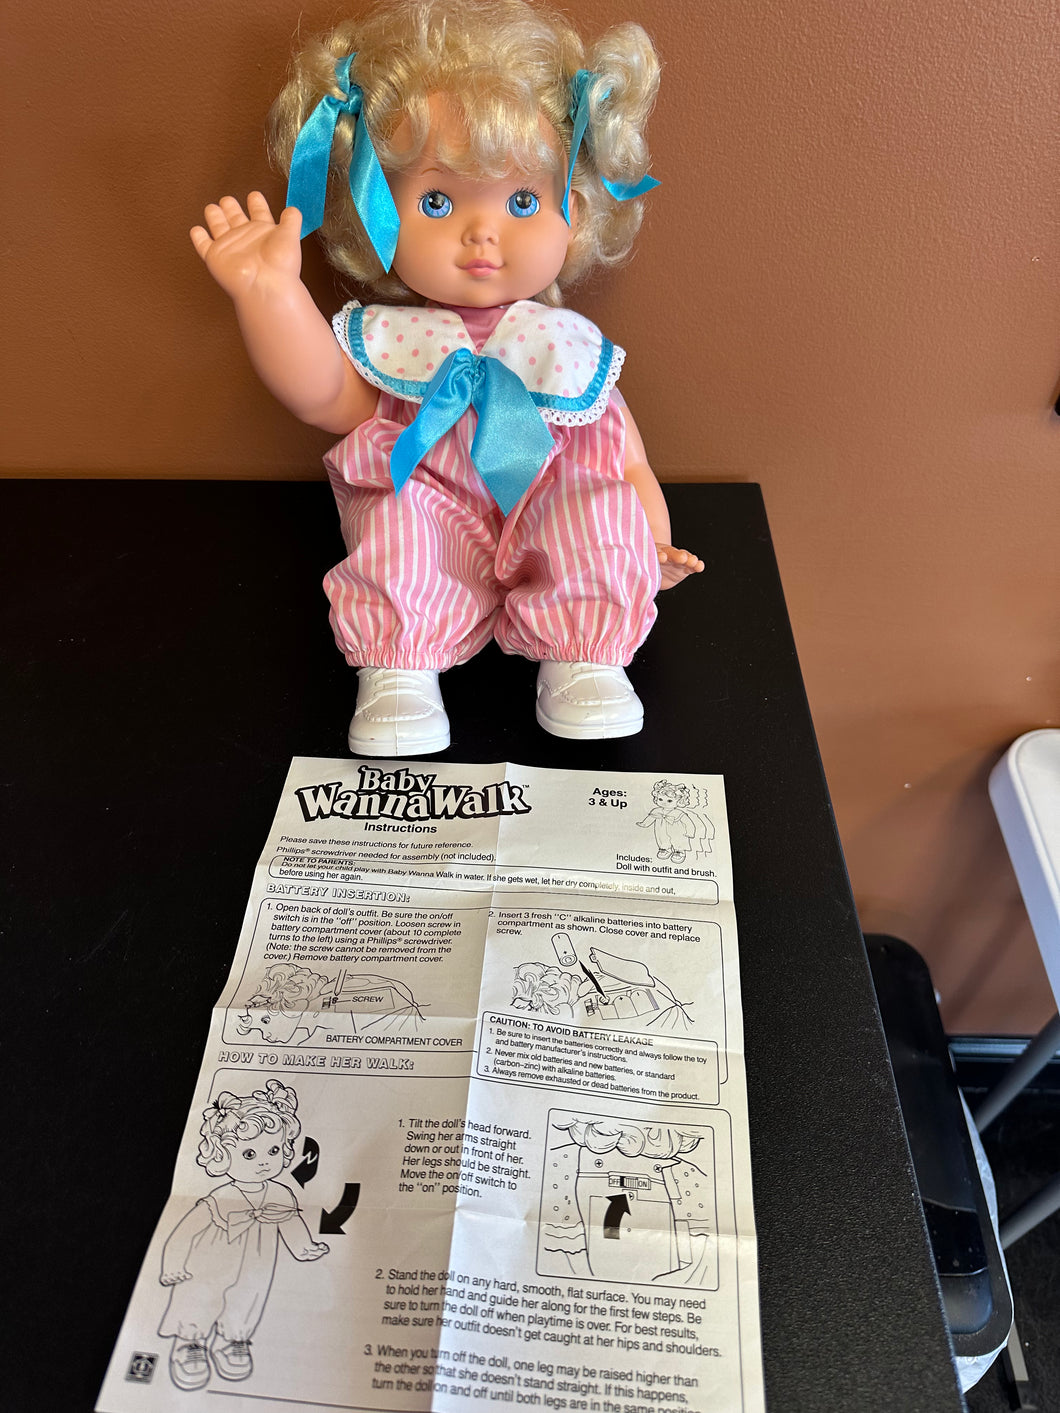 Baby
WannaWalk™
Instructions
Ages:
3 & Up
Please save these instructions for future reference.
Phillips® screwdriver needed for assembly (not included).
Includes:
Doll with outfit and brush.
NOTE TO PARENTS:
Do not let your child play with Baby Wanna Walk in water. If she gets wet, let her dry completely, inside and out,
before using her again.
BATTERY INSERTION:
1. Open back of doll's outfit. Be sure the on/off
switch is in the "off" position. Loosen screw in
battery compartment cover (about 10 complete
turns to the left) using a Phillips® screwdriver.
(Note: the screw cannot be removed from the
cover.) Remove battery compartment cover.
SCREW
BATTERY COMPARTMENT COVER
2. Insert 3 fresh "C" alkaline batteries into battery
compartment as shown. Close cover and replace
screw.
CAUTION: TO AVOID BATTERY LEAKAGE
1. Be sure to insert the batteries correctly and always follow the toy
and battery manufacturer's instructions.
2. Never mix old batteries and new batteries, or standard
(carbon-zinc) with alkaline batteries.
3. Always remove exhausted or dead batteries from the product.
HOW TO MAKE HER WALK:
1. Tilt the doll's head forward.
Swing her arms straight
down or out in front of her.
Her legs should be straight.
Move the on/off switch to
the "on" position.
OFF ON
2. Stand the doll on any hard, smooth, flat surface. You may need
to hold her hand and guide her along for the first few steps. Be
sure to turn the doll off when playtime is over. For best results,
make sure her outfit doesn't get caught at her hips and shoulders.
3. When you turn off the doll, one leg may be raised higher than
the other so that she doesn't stand straight. If this happens,
turn the doll on and off until both legs are in the same position